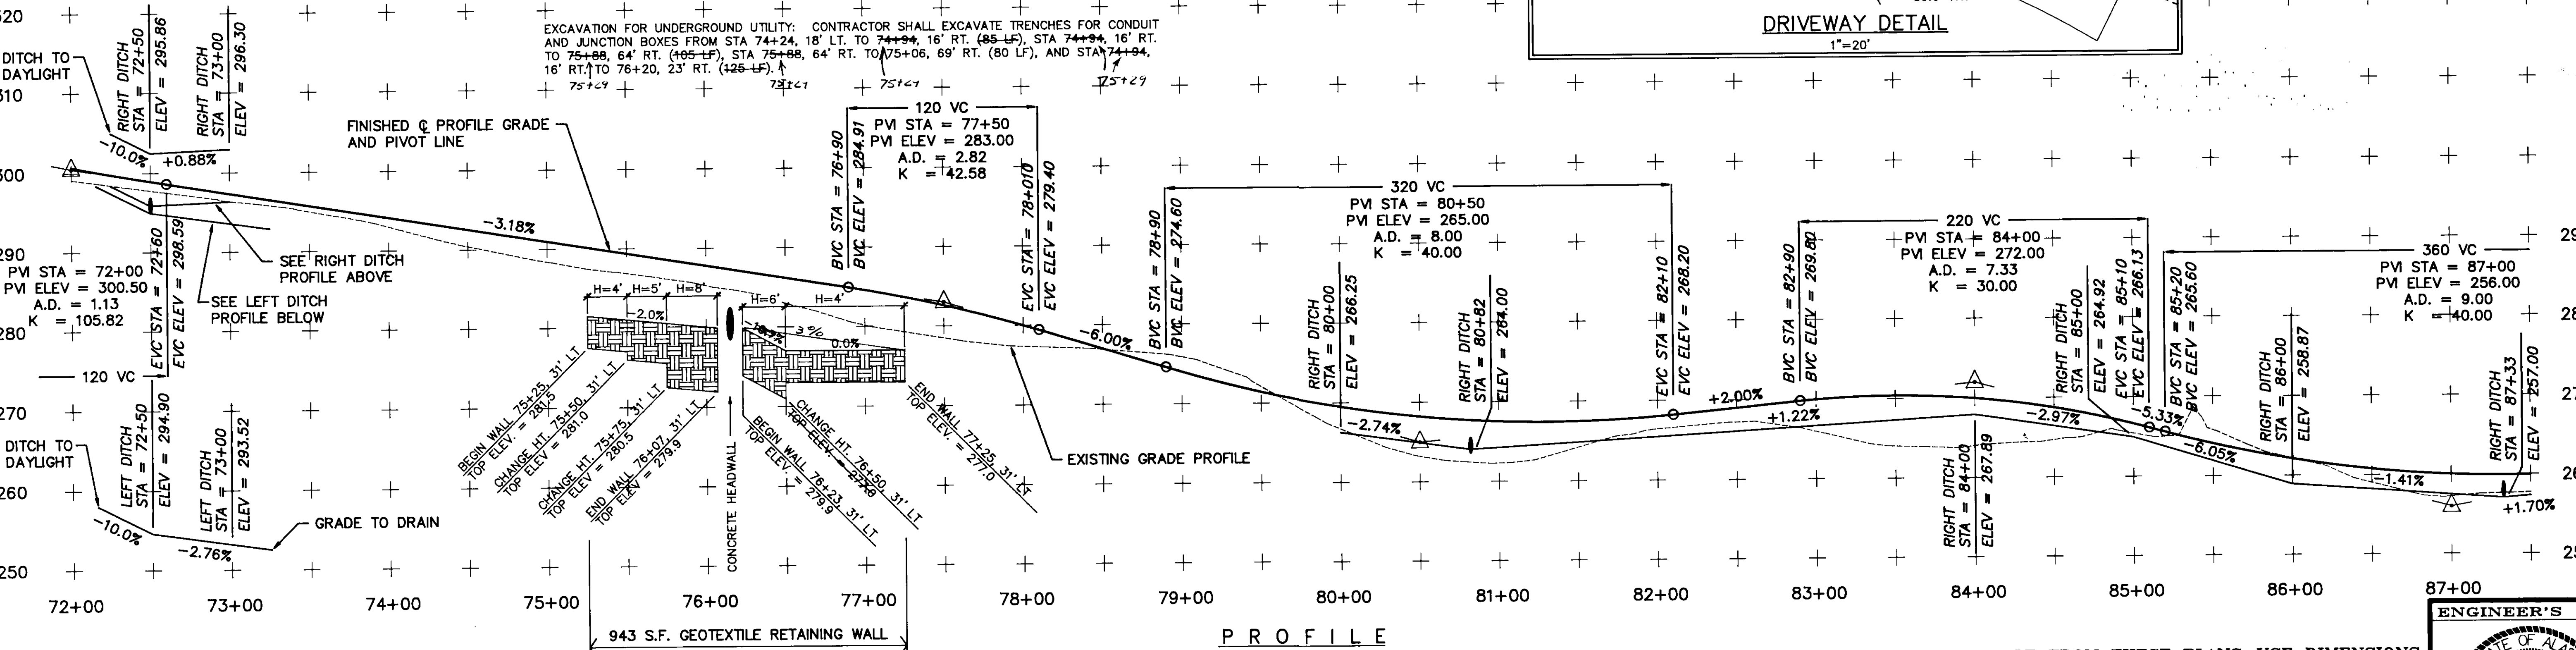 320
310
300
290
280
270
260
250
DITCH TO
DAYLIGHT
RIGHT DITCH
STA = 72+50
ELEV = 295.86
RIGHT DITCH
STA = 73+00
ELEV = 296.30
-10.0%
+0.88%
EXCAVATION FOR UNDERGROUND UTILITY: CONTRACTOR SHALL EXCAVATE TRENCHES FOR CONDUIT
AND JUNCTION BOXES FROM STA 74+24, 18' LT. TO 74+94, 16' RT. (85 LF), STA 74+94, 16' RT.
TO 75+88, 64' RT. (105 LF), STA 75+88, 64' RT. TO 75+06, 69' RT. (80 LF), AND STA 74+94,
16' RT. TO 76+20, 23' RT. (125 LF).
75+29
75+29
75+29
75+29
DRIVEWAY DETAIL
1"=20'
FINISHED ℄ PROFILE GRADE
AND PIVOT LINE
-3.18%
SEE RIGHT DITCH
PROFILE ABOVE
SEE LEFT DITCH
PROFILE BELOW
PVI STA = 72+00
PVI ELEV = 300.50
A.D. = 1.13
K = 105.82
EVC STA = 72+60
EVC ELEV = 298.59
120 VC
DITCH TO
DAYLIGHT
LEFT DITCH
STA = 72+50
ELEV = 294.90
LEFT DITCH
STA = 73+00
ELEV = 293.52
-10.0%
-2.76%
GRADE TO DRAIN
H=4'
H=5'
H=8'
H=6'
H=4'
-2.0%
3%
0.0%
BEGIN WALL 75+25, 31' LT
TOP ELEV. = 281.5
CHANGE HT. 75+50, 31' LT
TOP ELEV = 281.0
CHANGE HT. 75+75, 31' LT
TOP ELEV = 280.5
END WALL 76+07, 31' LT
TOP ELEV. = 279.9
CONCRETE HEADWALL
BEGIN WALL 76+23, 31' LT
TOP ELEV. = 279.9
CHANGE HT. 76+50, 31' LT
TOP ELEV. =
END WALL 77+25, 31' LT
TOP ELEV. = 277.0
943 S.F. GEOTEXTILE RETAINING WALL
BVC STA = 76+90
BVC ELEV = 284.91
120 VC
PVI STA = 77+50
PVI ELEV = 283.00
A.D. = 2.82
K = 42.58
EVC STA = 78+010
EVC ELEV = 279.40
-6.00%
EXISTING GRADE PROFILE
BVC STA = 78+90
BVC ELEV = 274.60
320 VC
PVI STA = 80+50
PVI ELEV = 265.00
A.D. = 8.00
K = 40.00
RIGHT DITCH
STA = 80+00
ELEV = 266.25
RIGHT DITCH
STA = 80+82
ELEV = 264.00
-2.74%
EVC STA = 82+10
EVC ELEV = 268.20
+2.00%
+1.22%
BVC STA = 82+90
BVC ELEV = 269.80
220 VC
PVI STA = 84+00
PVI ELEV = 272.00
A.D. = 7.33
K = 30.00
RIGHT DITCH
STA = 84+00
ELEV = 267.89
-2.97%
RIGHT DITCH
STA = 85+00
ELEV = 264.92
EVC STA = 85+10
EVC ELEV = 266.13
-5.33%
BVC STA = 85+20
BVC ELEV = 265.60
-6.05%
360 VC
PVI STA = 87+00
PVI ELEV = 256.00
A.D. = 9.00
K = 40.00
RIGHT DITCH
STA = 86+00
ELEV = 258.87
-1.41%
RIGHT DITCH
STA = 87+33
ELEV = 257.00
+1.70%
72+00
73+00
74+00
75+00
76+00
77+00
78+00
79+00
80+00
81+00
82+00
83+00
84+00
85+00
86+00
87+00
PROFILE
ENGINEER'S